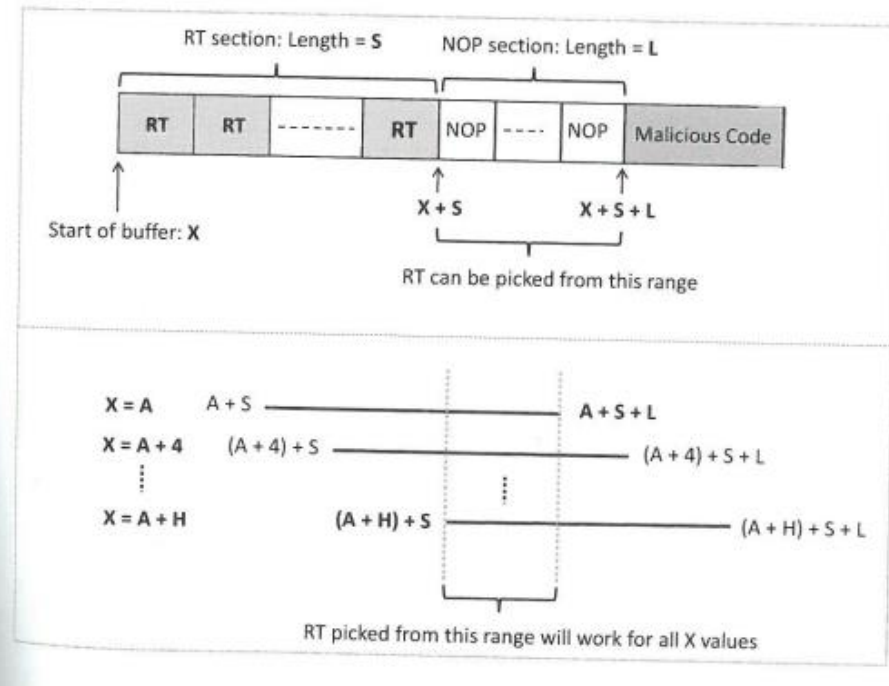 RT section: Length = S NOP section: Length = L
RT RT -------- RT NOP ---- NOP Malicious Code
X + S X + S + L
Start of buffer: X
RT can be picked from this range
X = A A + S A + S + L
X = A + 4 (A + 4) + S (A + 4) + S + L
X = A + H (A + H) + S (A + H) + S + L
RT picked from this range will work for all X values